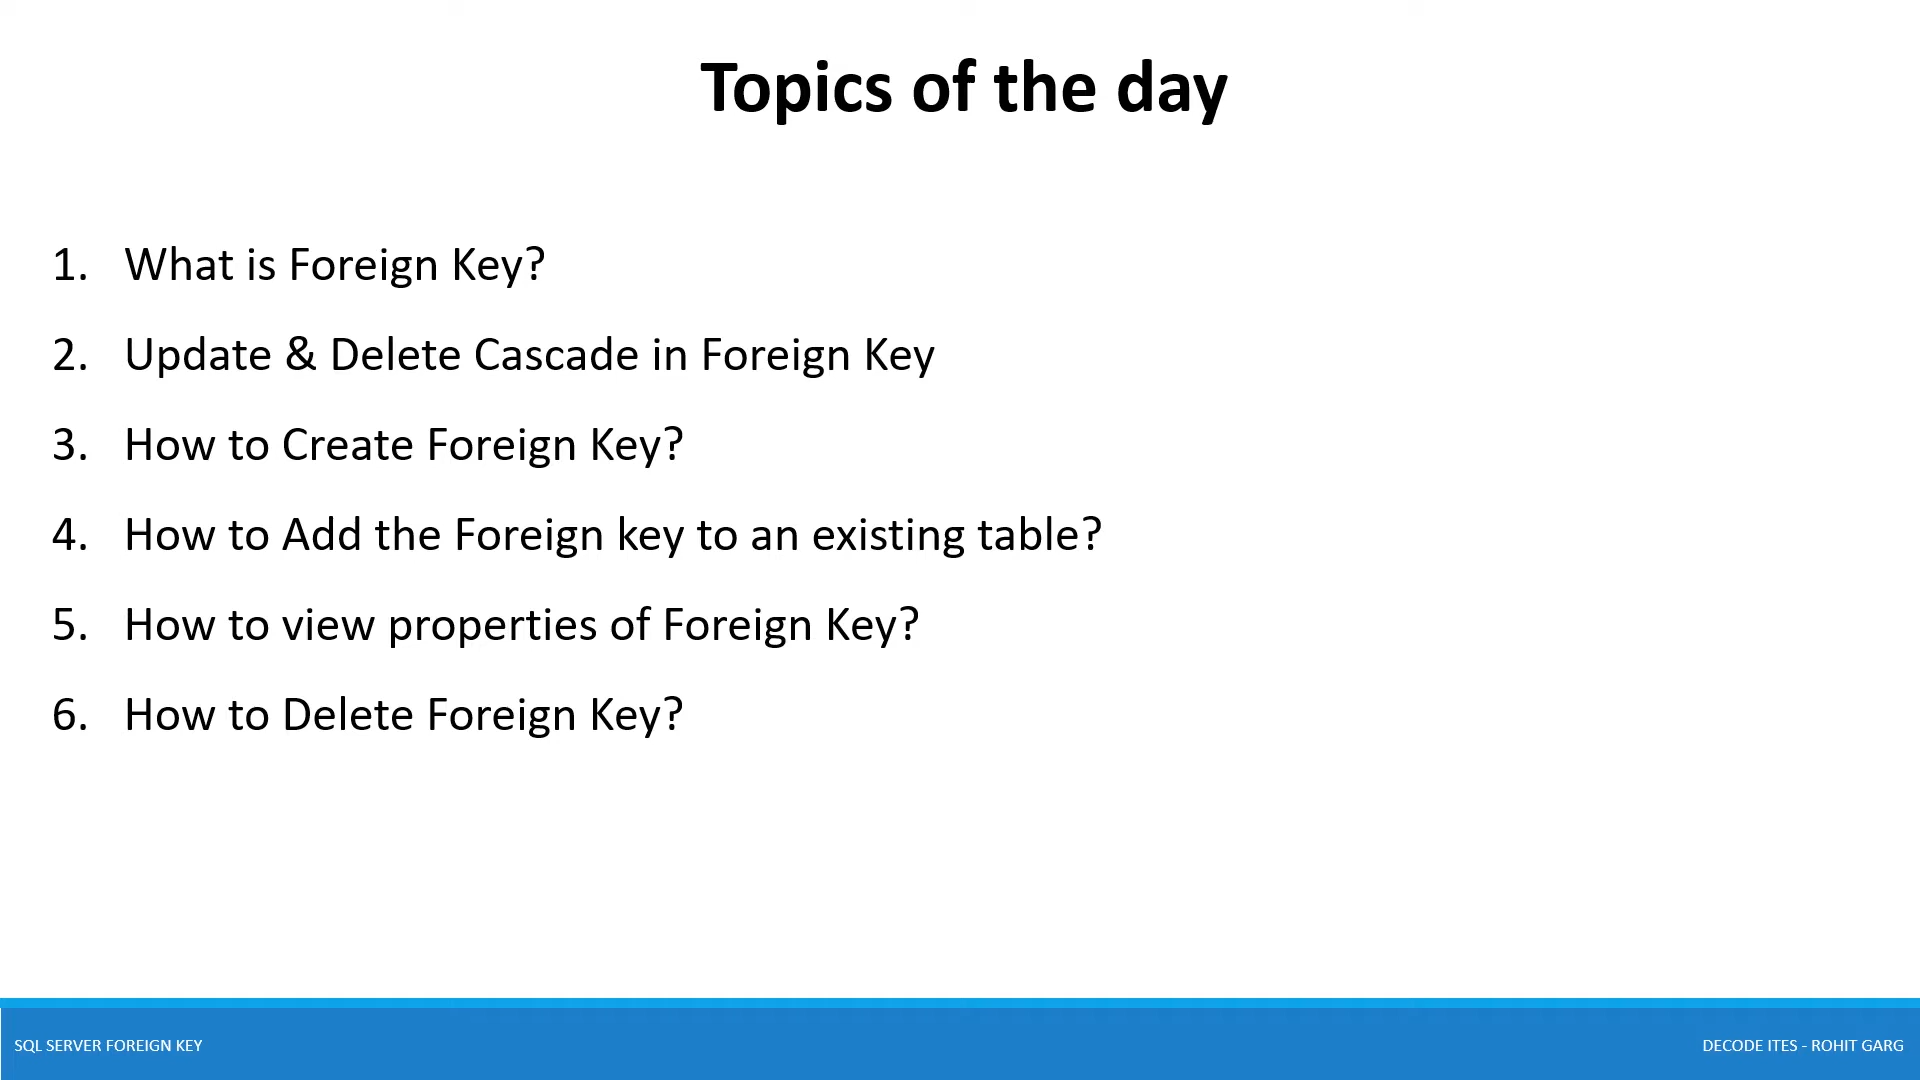 Topics of the day
1. What is Foreign Key?
2. Update & Delete Cascade in Foreign Key
3. How to Create Foreign Key?
4. How to Add the Foreign key to an existing table?
5. How to view properties of Foreign Key?
6. How to Delete Foreign Key?
SQL SERVER FOREIGN KEY
DECODE ITES - ROHIT GARG